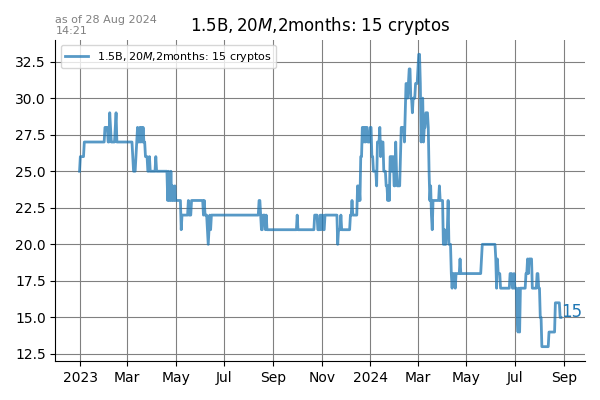 as of 28 Aug 2024
14:21
1.5B, 20M,2months: 15 cryptos
1.5B, 20M,2months: 15 cryptos
32.5
30.0
27.5
25.0
22.5
20.0
17.5
15.0
12.5
15
2023 Mar May Jul Sep Nov 2024 Mar May Jul Sep